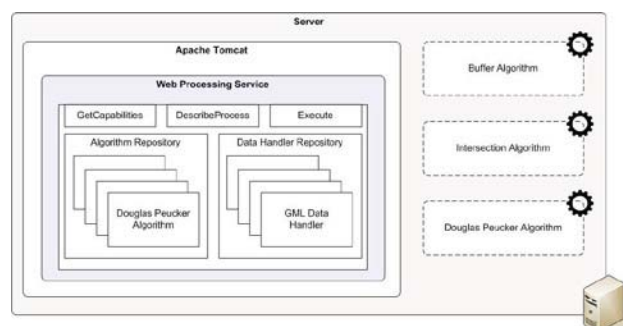 Server
Apache Tomcat
Web Processing Service
GetCapabilities
DescribeProcess
Execute
Algorithm Repository
Douglas Peucker
Algorithm
Data Handler Repository
GML Data
Handler
Buffer Algorithm
Intersection Algorithm
Douglas Peucker Algorithm